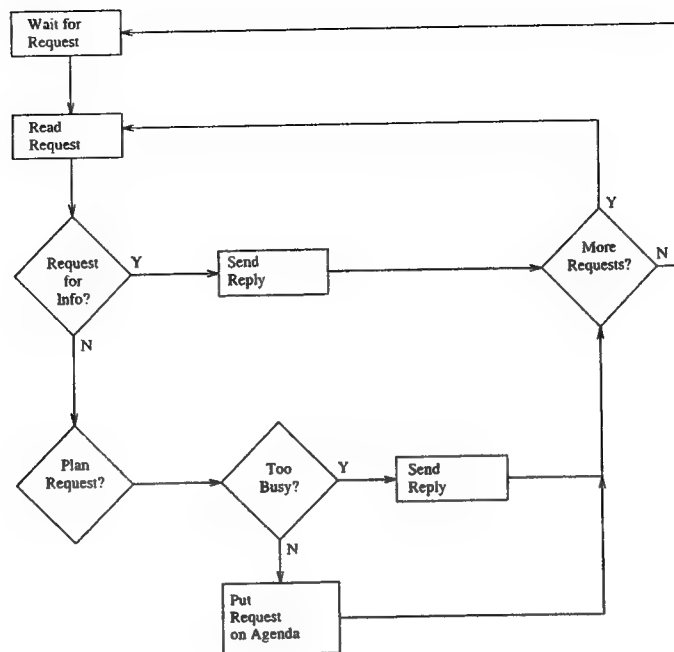 Wait for
Request
Read
Request
Y
More
Requests?
N
Request
for
Info?
Y
Send
Reply
N
Plan
Request?
Too
Busy?
Y
Send
Reply
N
Put
Request
on Agenda